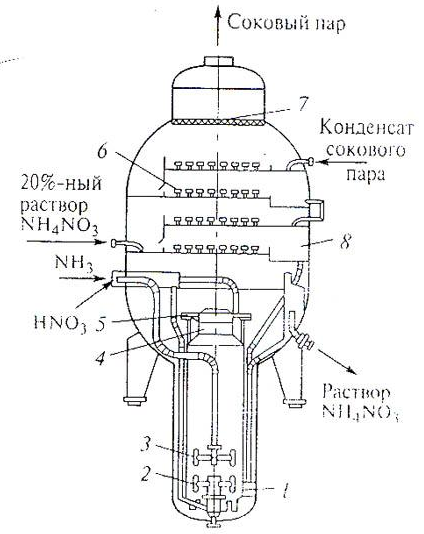 Соковый пар
7
Конденсат
сокового
пара
6
20%-ный
раствор
NH₄NO₃
8
NH₃
HNO₃
5
4
Раствор
NH₄NO₃
3
2
1